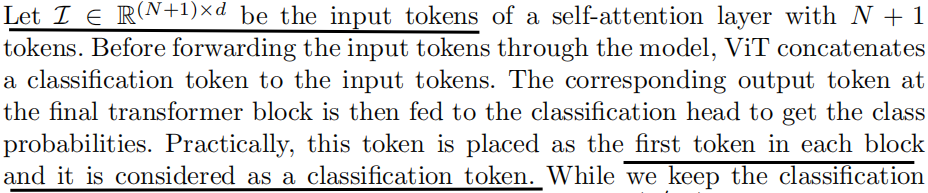 Let I ∈ ℝ^{(N+1)×d} be the input tokens of a self-attention layer with N + 1
tokens. Before forwarding the input tokens through the model, ViT concatenates
a classification token to the input tokens. The corresponding output token at
the final transformer block is then fed to the classification head to get the class
probabilities. Practically, this token is placed as the first token in each block
and it is considered as a classification token. While we keep the classification